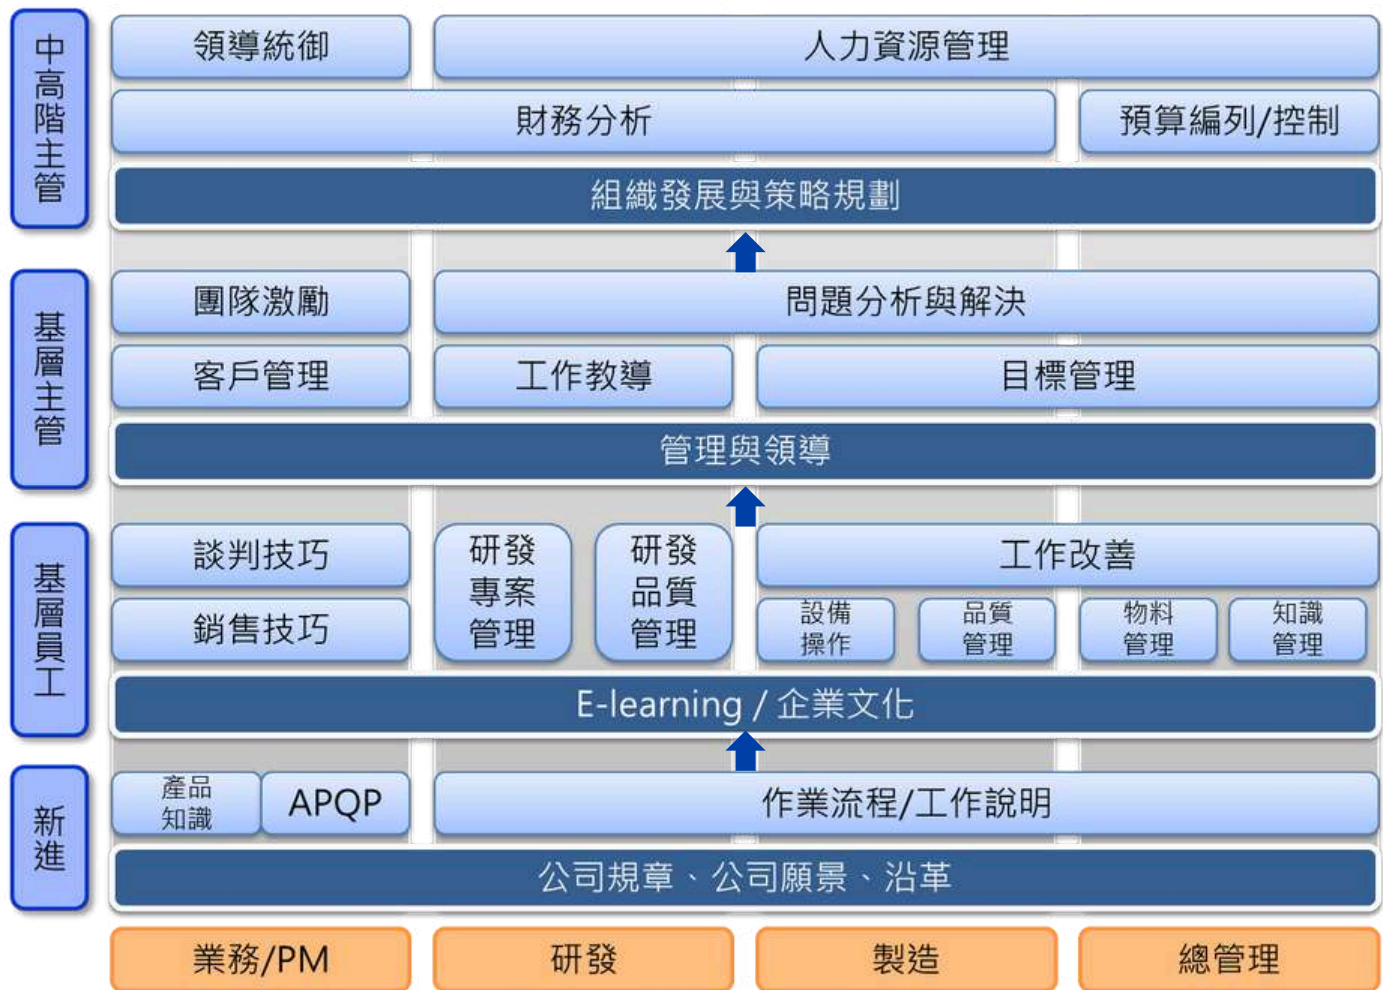 中高階主管
領導統御
人力資源管理
財務分析
預算編列/控制
組織發展與策略規劃
基層主管
團隊激勵
問題分析與解決
客戶管理
工作教導
目標管理
管理與領導
基層員工
談判技巧
銷售技巧
研發
專案
管理
研發
品質
管理
工作改善
設備
操作
品質
管理
物料
管理
知識
管理
E-learning / 企業文化
新進
產品
知識
APQP
作業流程/工作說明
公司規章、公司願景、沿革
業務/PM
研發
製造
總管理